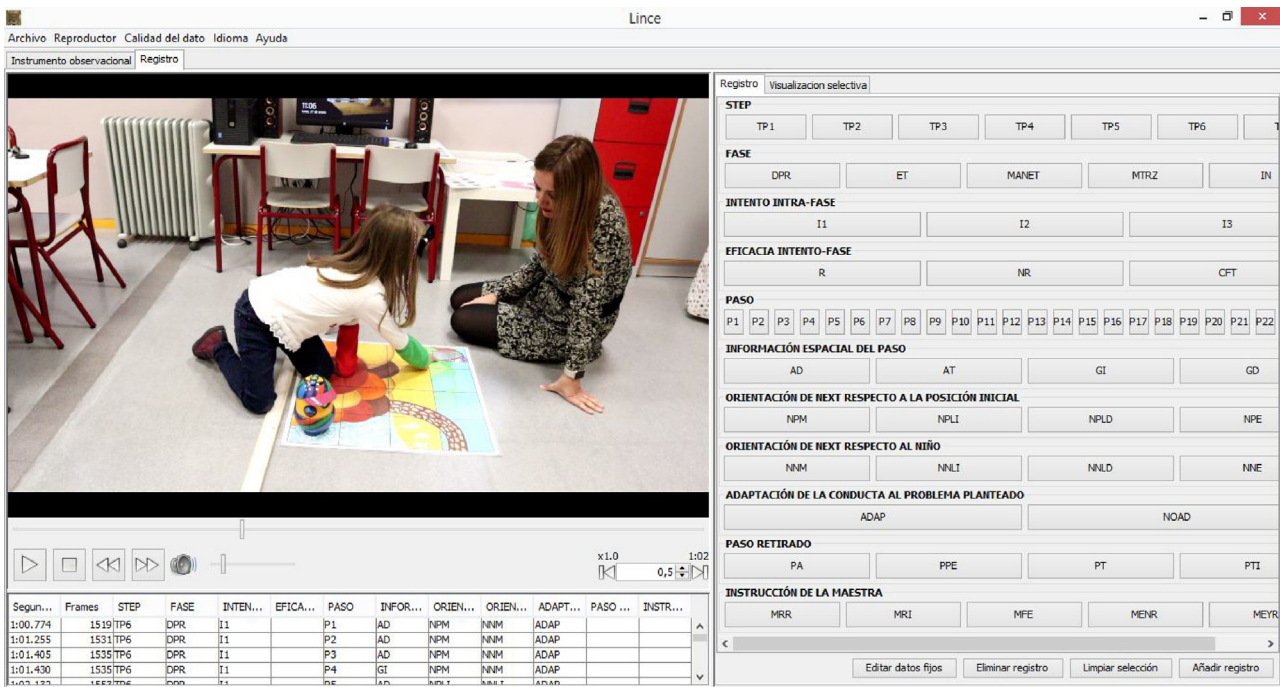 Lince
Archivo Reproductor Calidad del dato Idioma Ayuda
Instrumento observacional Registro
11:06
Registro Visualizacion selectiva
STEP
TP1 TP2 TP3 TP4 TP5 TP6
FASE
DPR ET MANET MTRZ IN
INTENTO INTRA-FASE
I1 I2 I3
EFICACIA INTENTO-FASE
R NR CFT
PASO
P1 P2 P3 P4 P5 P6 P7 P8 P9 P10 P11 P12 P13 P14 P15 P16 P17 P18 P19 P20 P21 P22
INFORMACIÓN ESPACIAL DEL PASO
AD AT GI GD
ORIENTACIÓN DE NEXT RESPECTO A LA POSICIÓN INICIAL
NPM NPLI NPLD NPE
ORIENTACIÓN DE NEXT RESPECTO AL NIÑO
NNM NNLI NNLD NNE
ADAPTACIÓN DE LA CONDUCTA AL PROBLEMA PLANTEADO
ADAP NOAD
PASO RETIRADO
PA PPE PT PTI
INSTRUCCIÓN DE LA MAESTRA
MRR MRI MFE MENR MEYR
Editar datos fijos Eliminar registro Limpiar selección Añadir registro
x1.0 1:02
0,5
Segun... Frames STEP FASE INTEN... EFICA... PASO INFOR... ORIEN... ORIEN... ADAPT... PASO ... INSTR...
1:00.774 1519 TP6 DPR I1 P1 AD NPM NNM ADAP
1:01.255 1531 TP6 DPR I1 P2 AD NPM NNM ADAP
1:01.405 1535 TP6 DPR I1 P3 AD NPM NNM ADAP
1:01.430 1535 TP6 DPR I1 P4 GI NPM NNM ADAP